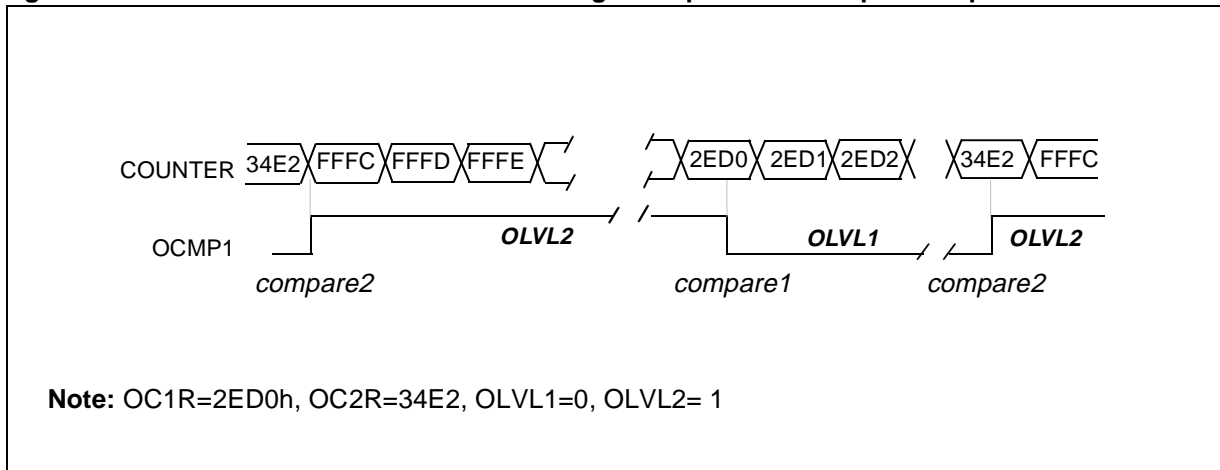 COUNTER 34E2 FFFC FFFD FFFE 2ED0 2ED1 2ED2 34E2 FFFC
OCMP1 OLVL2 OLVL1 OLVL2
compare2 compare1 compare2
Note: OC1R=2ED0h, OC2R=34E2, OLVL1=0, OLVL2= 1